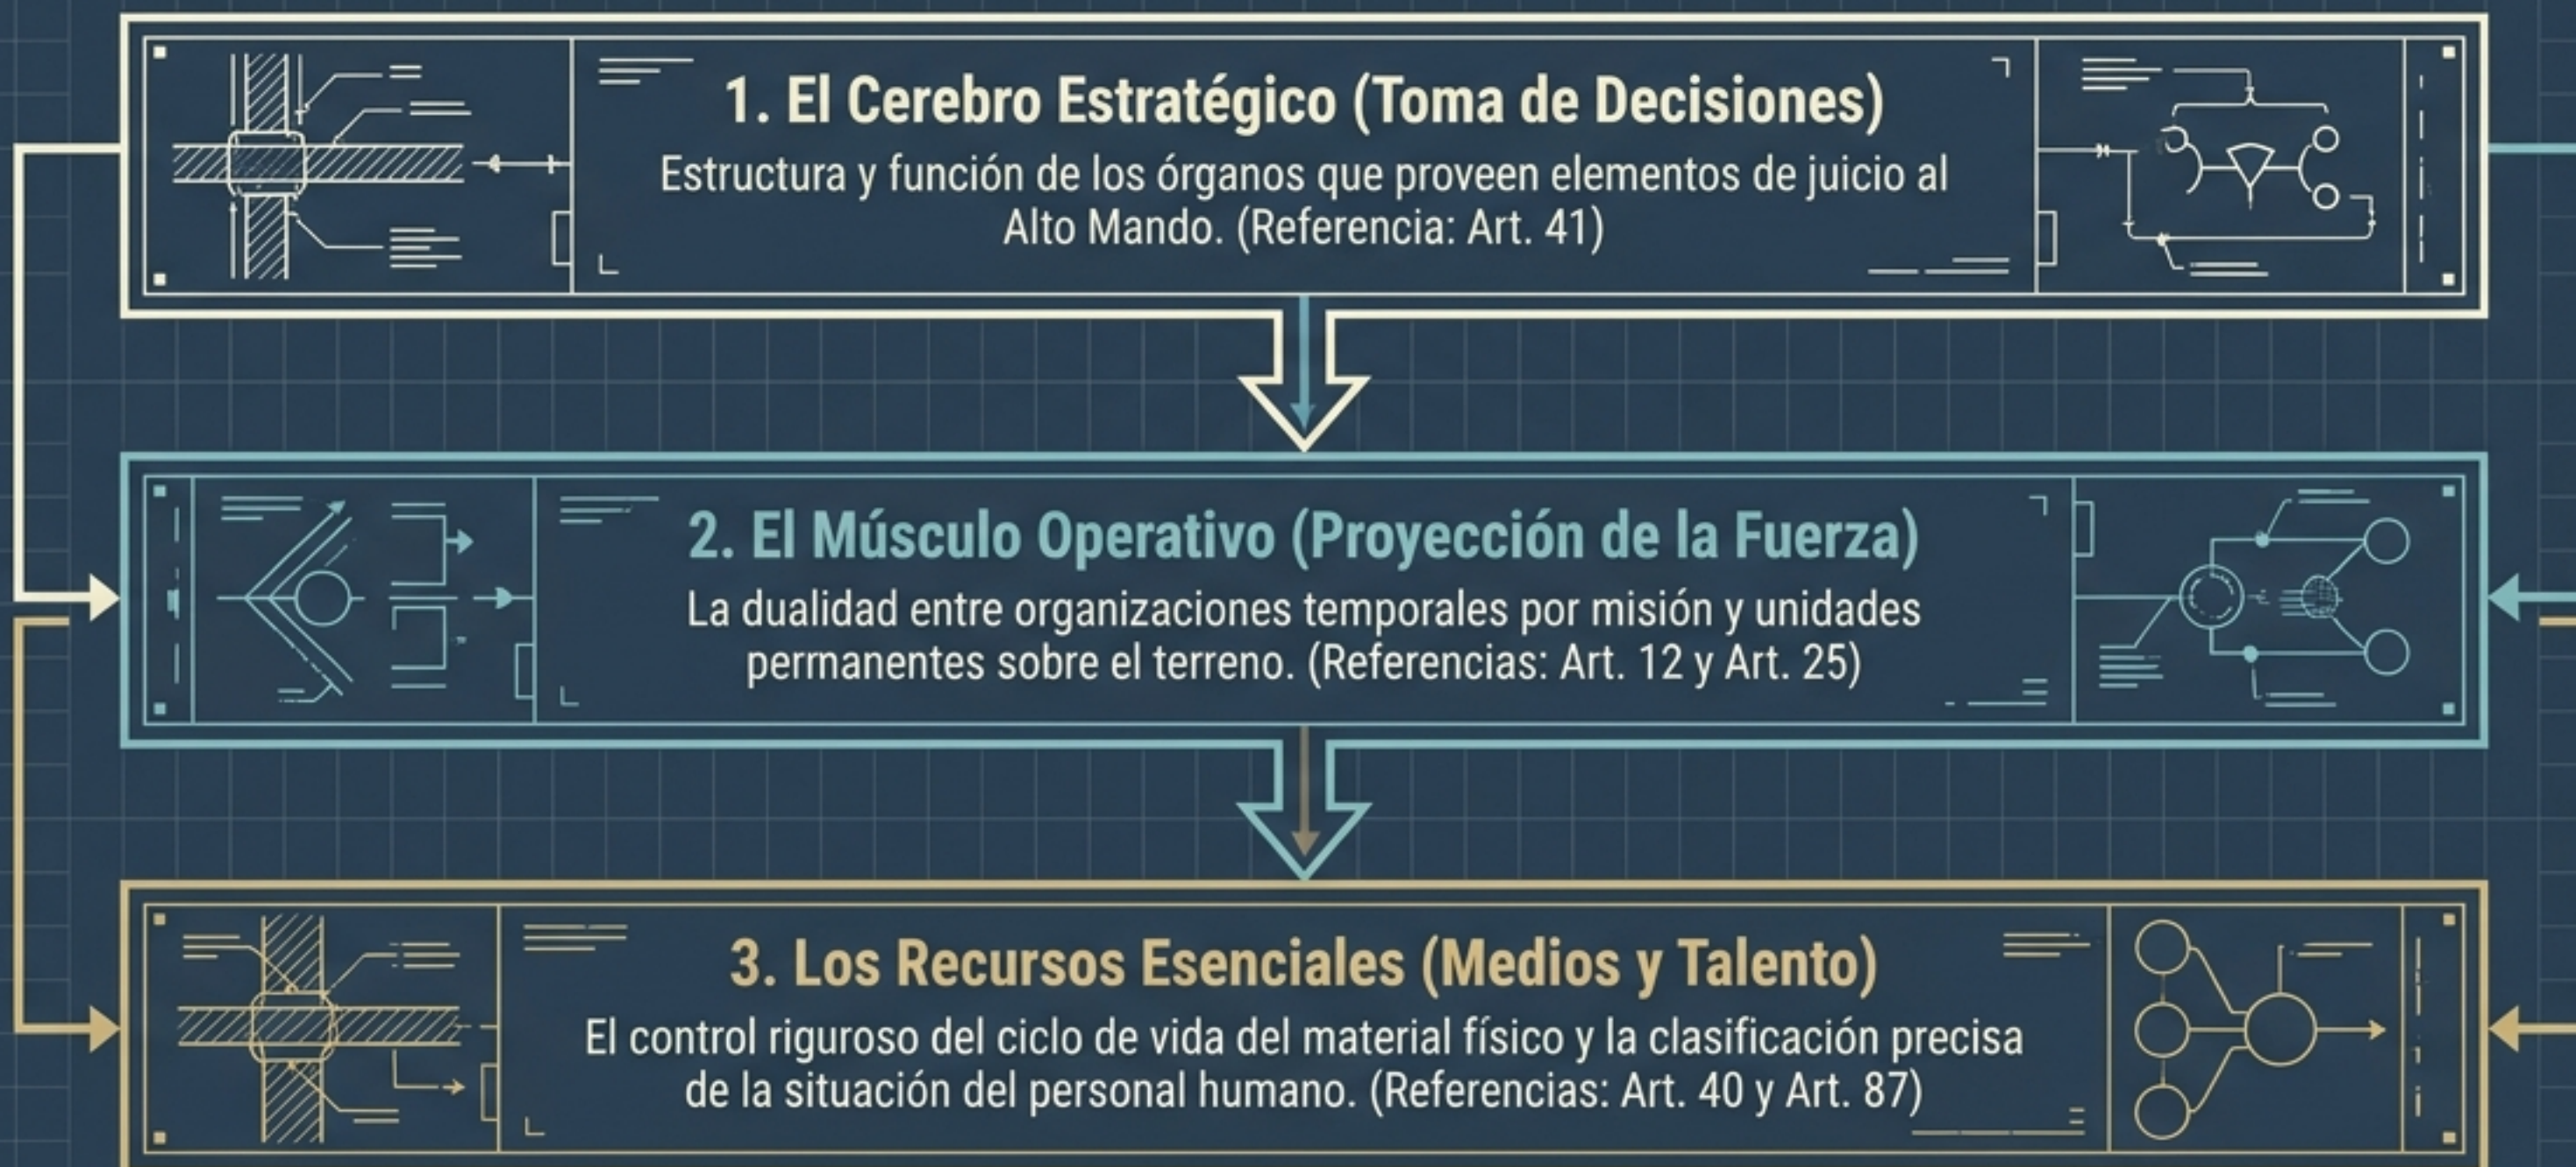 1. El Cerebro Estratégico (Toma de Decisiones)
Estructura y función de los órganos que proveen elementos de juicio al
Alto Mando. (Referencia: Art. 41)
2. El Músculo Operativo (Proyección de la Fuerza)
La dualidad entre organizaciones temporales por misión y unidades
permanentes sobre el terreno. (Referencias: Art. 12 y Art. 25)
3. Los Recursos Esenciales (Medios y Talento)
El control riguroso del ciclo de vida del material físico y la clasificación precisa
de la situación del personal humano. (Referencias: Art. 40 y Art. 87)